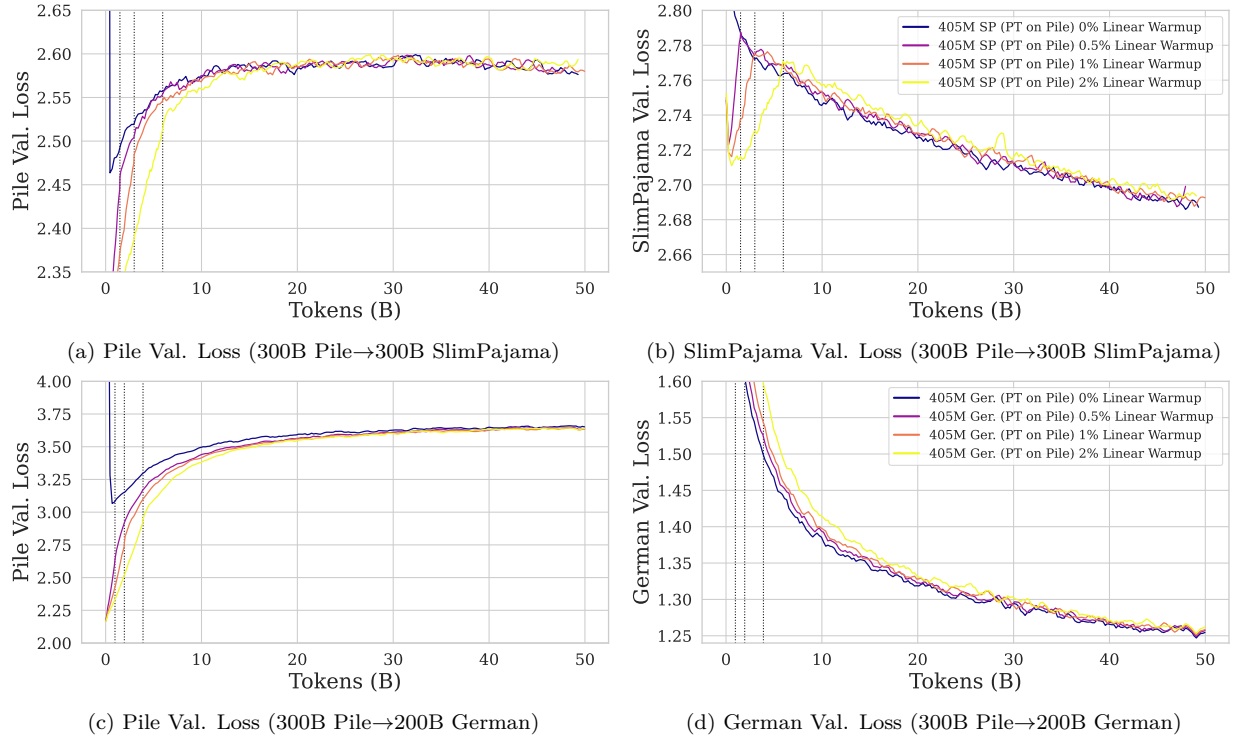 2.60
2.55
2.50
2.45
2.40
2.35
Pile Val. Loss
0 10 20 30 40 50
Tokens (B)
(a) Pile Val. Loss (300B Pile→300B SlimPajama)
2.80
2.78
2.76
2.74
2.72
2.70
2.68
2.66
SlimPajama Val. Loss
405M SP (PT on Pile) 0% Linear Warmup
405M SP (PT on Pile) 0.5% Linear Warmup
405M SP (PT on Pile) 1% Linear Warmup
405M SP (PT on Pile) 2% Linear Warmup
0 10 20 30 40 50
Tokens (B)
(b) SlimPajama Val. Loss (300B Pile→300B SlimPajama)
4.00
3.75
3.50
3.25
3.00
2.75
2.50
2.25
2.00
Pile Val. Loss
0 10 20 30 40 50
Tokens (B)
(c) Pile Val. Loss (300B Pile→200B German)
1.60
1.55
1.50
1.45
1.40
1.35
1.30
1.25
German Val. Loss
405M Ger. (PT on Pile) 0% Linear Warmup
405M Ger. (PT on Pile) 0.5% Linear Warmup
405M Ger. (PT on Pile) 1% Linear Warmup
405M Ger. (PT on Pile) 2% Linear Warmup
0 10 20 30 40 50
Tokens (B)
(d) German Val. Loss (300B Pile→200B German)